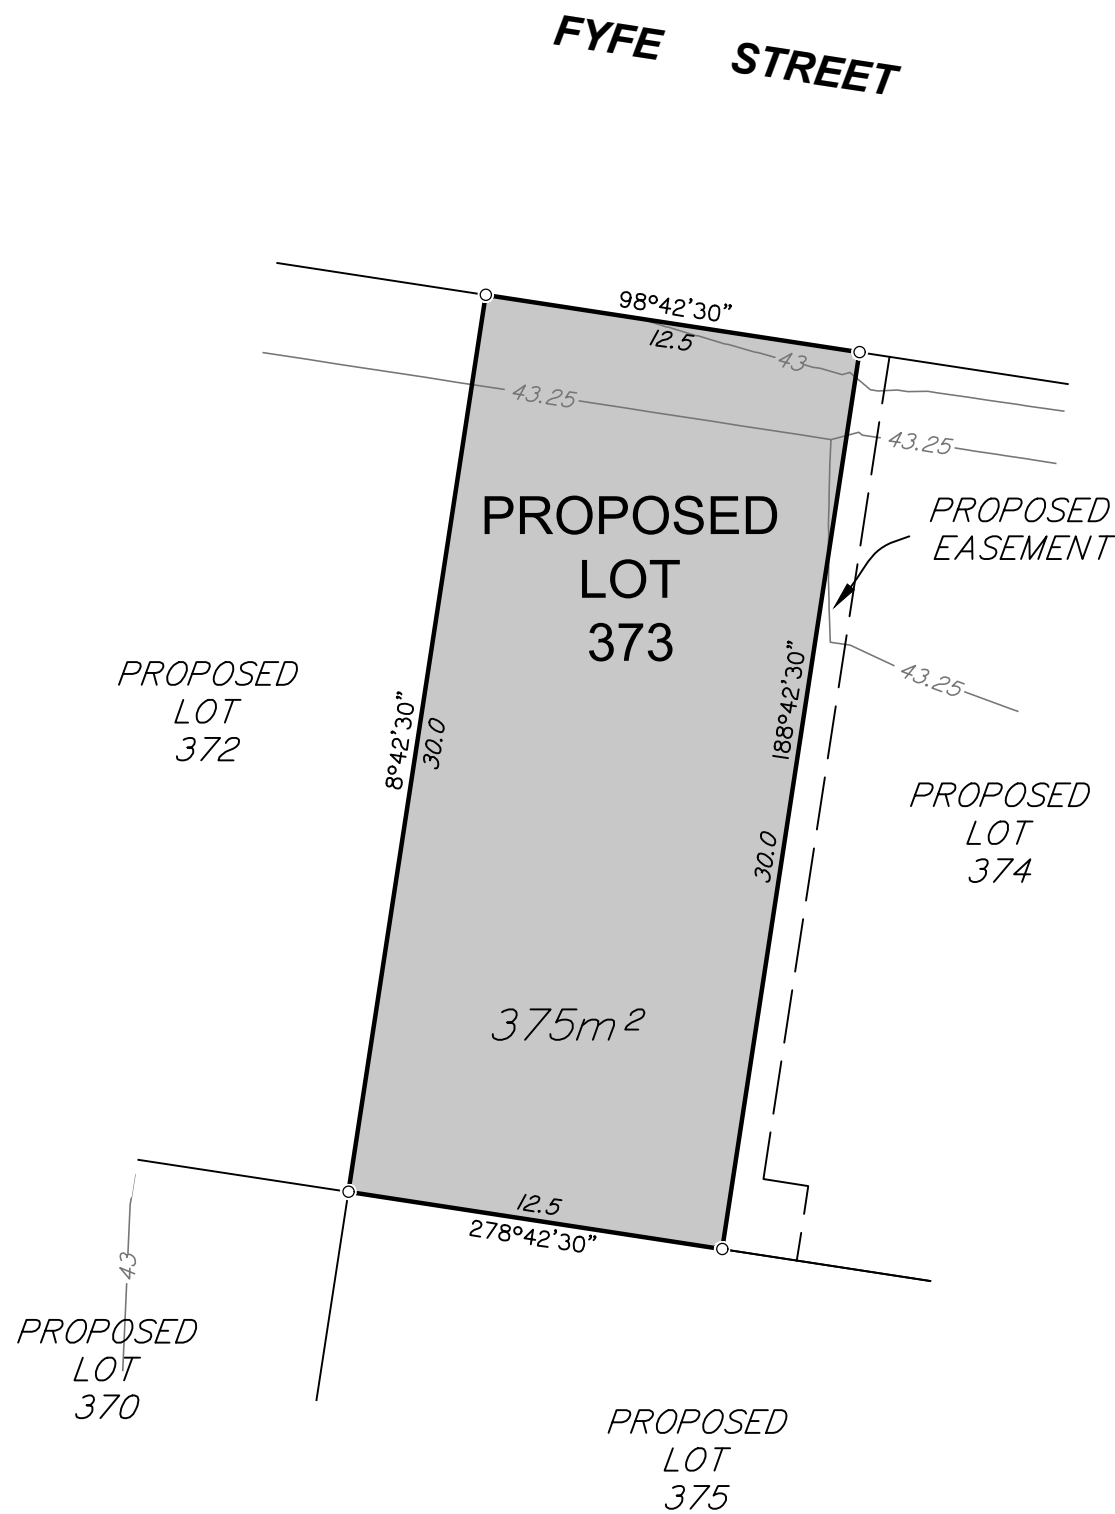 FYFE STREET
98°42'30"
12.5
43
43.25
43.25
PROPOSED
LOT
373
PROPOSED
EASEMENT
43.25
188°42'30"
30.0
8°42'30"
30.0
PROPOSED
LOT
372
PROPOSED
LOT
374
375m²
12.5
278°42'30"
43
PROPOSED
LOT
370
PROPOSED
LOT
375